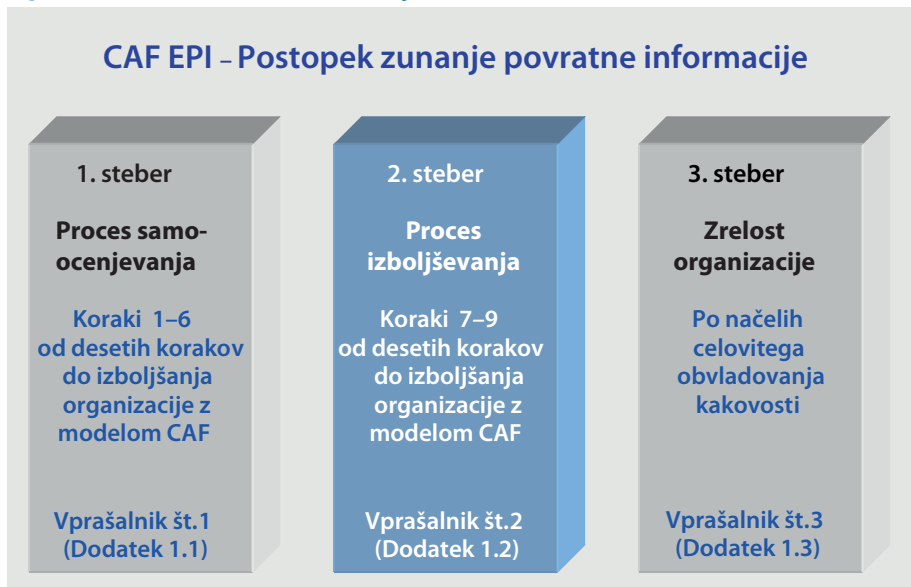 CAF EPI – Postopek zunanje povratne informacije
1. steber
Proces samo-
ocenjevanja
Koraki 1–6
od desetih korakov
do izboljšanja
organizacije z
modelom CAF
Vprašalnik št.1
(Dodatek 1.1)
2. steber
Proces
izboljševanja
Koraki 7–9
od desetih korakov
do izboljšanja
organizacije z
modelom CAF
Vprašalnik št.2
(Dodatek 1.2)
3. steber
Zrelost
organizacije
Po načelih
celovitega
obvladovanja
kakovosti
Vprašalnik št.3
(Dodatek 1.3)